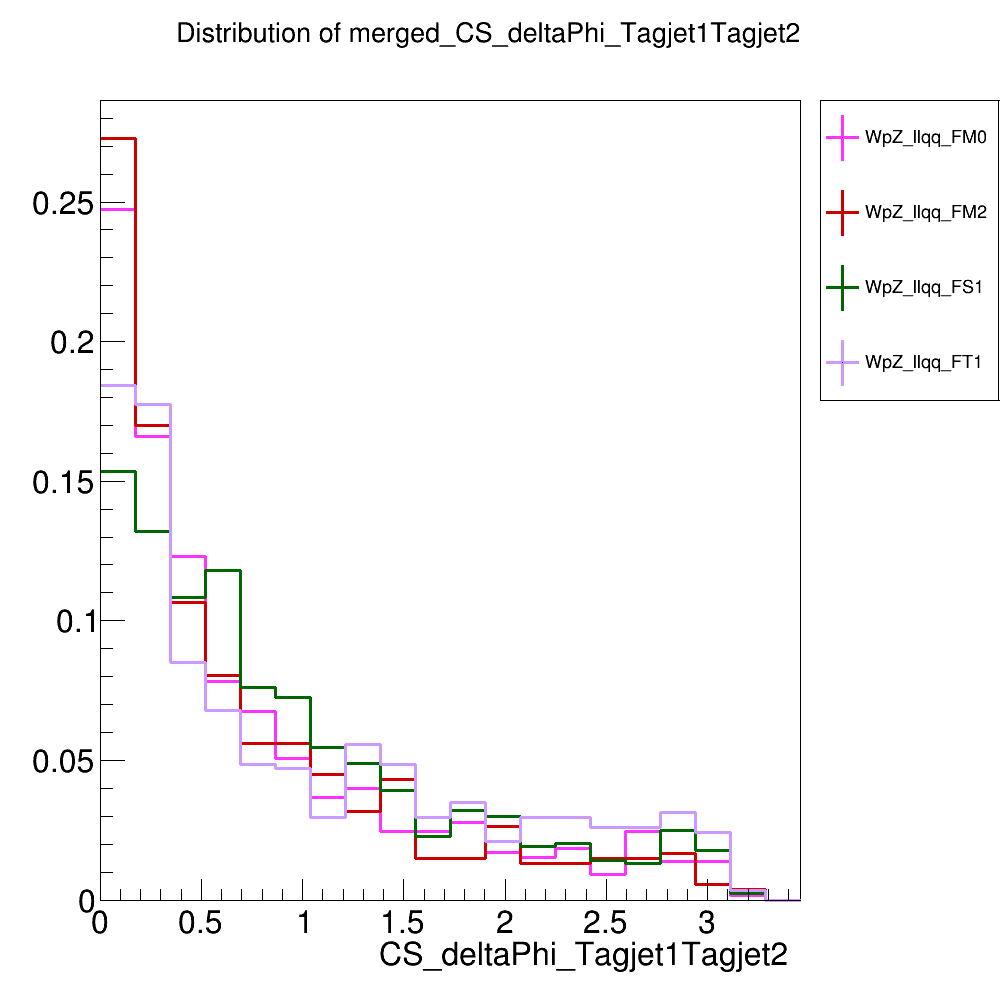 Distribution of merged_CS_deltaPhi_Tagjet1Tagjet2
WpZ_llqq_FM0
WpZ_llqq_FM2
WpZ_llqq_FS1
WpZ_llqq_FT1
0.25
0.2
0.15
0.1
0.05
0
0 0.5 1 1.5 2 2.5 3
CS_deltaPhi_Tagjet1Tagjet2